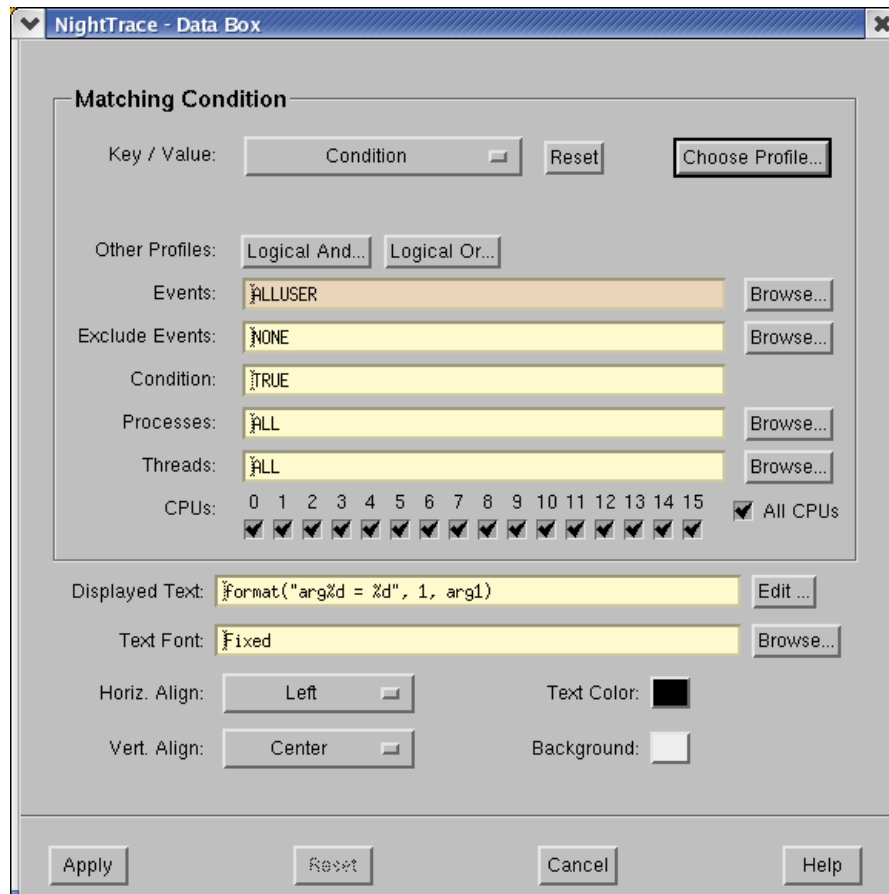 NightTrace - Data Box
Matching Condition
Key / Value: Condition Reset Choose Profile...
Other Profiles: Logical And... Logical Or...
Events: ALLUSER Browse...
Exclude Events: NONE Browse...
Condition: TRUE
Processes: ALL Browse...
Threads: ALL Browse...
CPUs: 0 1 2 3 4 5 6 7 8 9 10 11 12 13 14 15 All CPUs
Displayed Text: format("arg%d = %d", 1, arg1) Edit ...
Text Font: Fixed Browse...
Horiz. Align: Left Text Color:
Vert. Align: Center Background:
Apply Reset Cancel Help